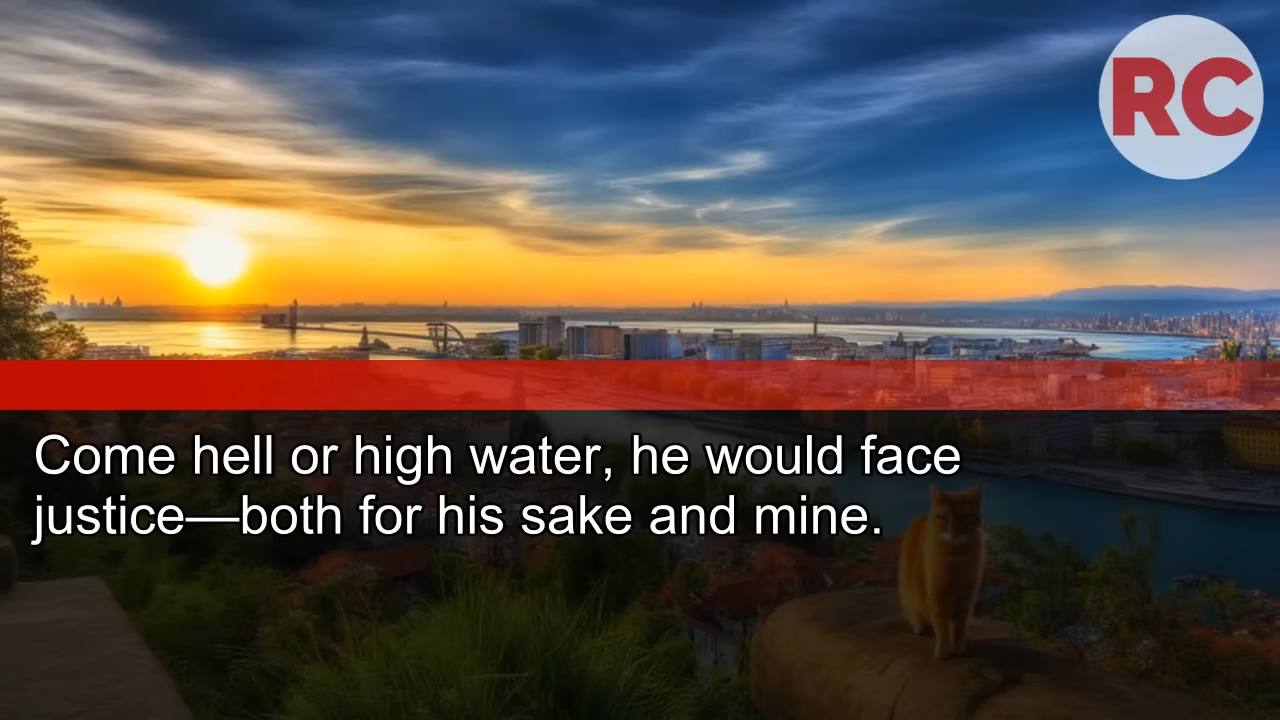 RC
Come hell or high water, he would face
justice—both for his sake and mine.